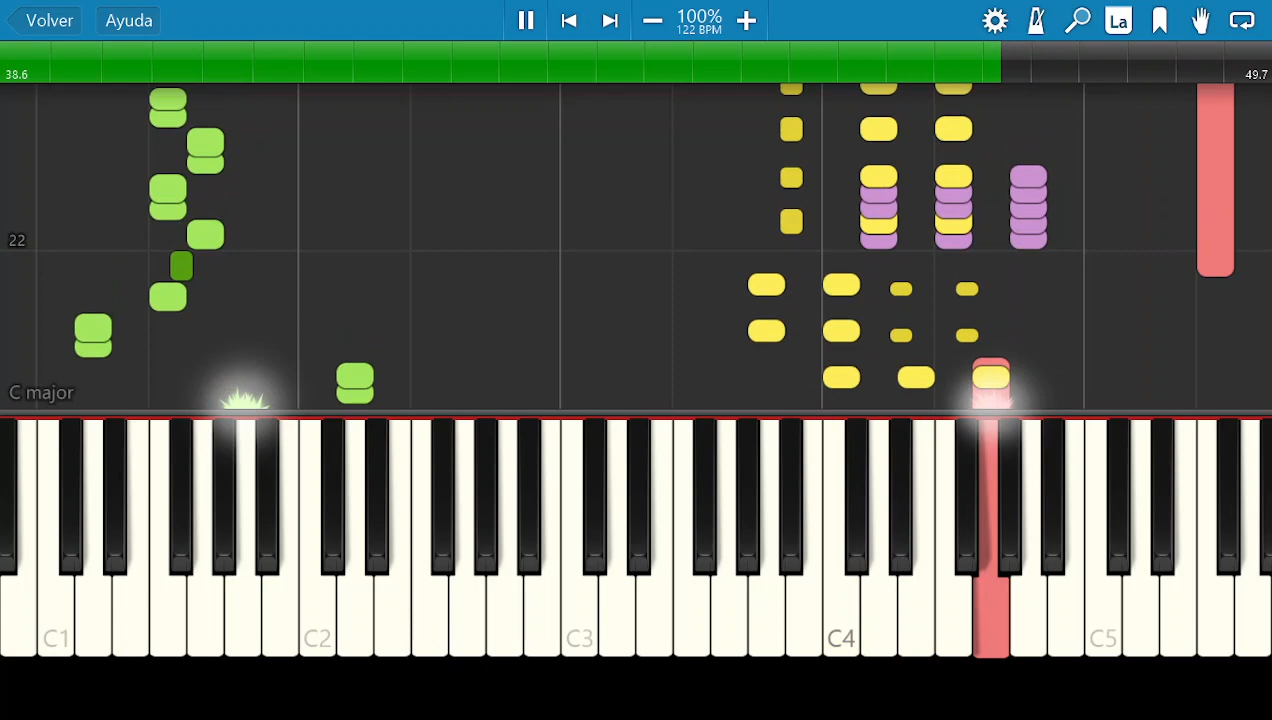 Volver
Ayuda
100%
122 BPM
La
38.6
49.7
22
C major
C1
C2
C3
C4
C5